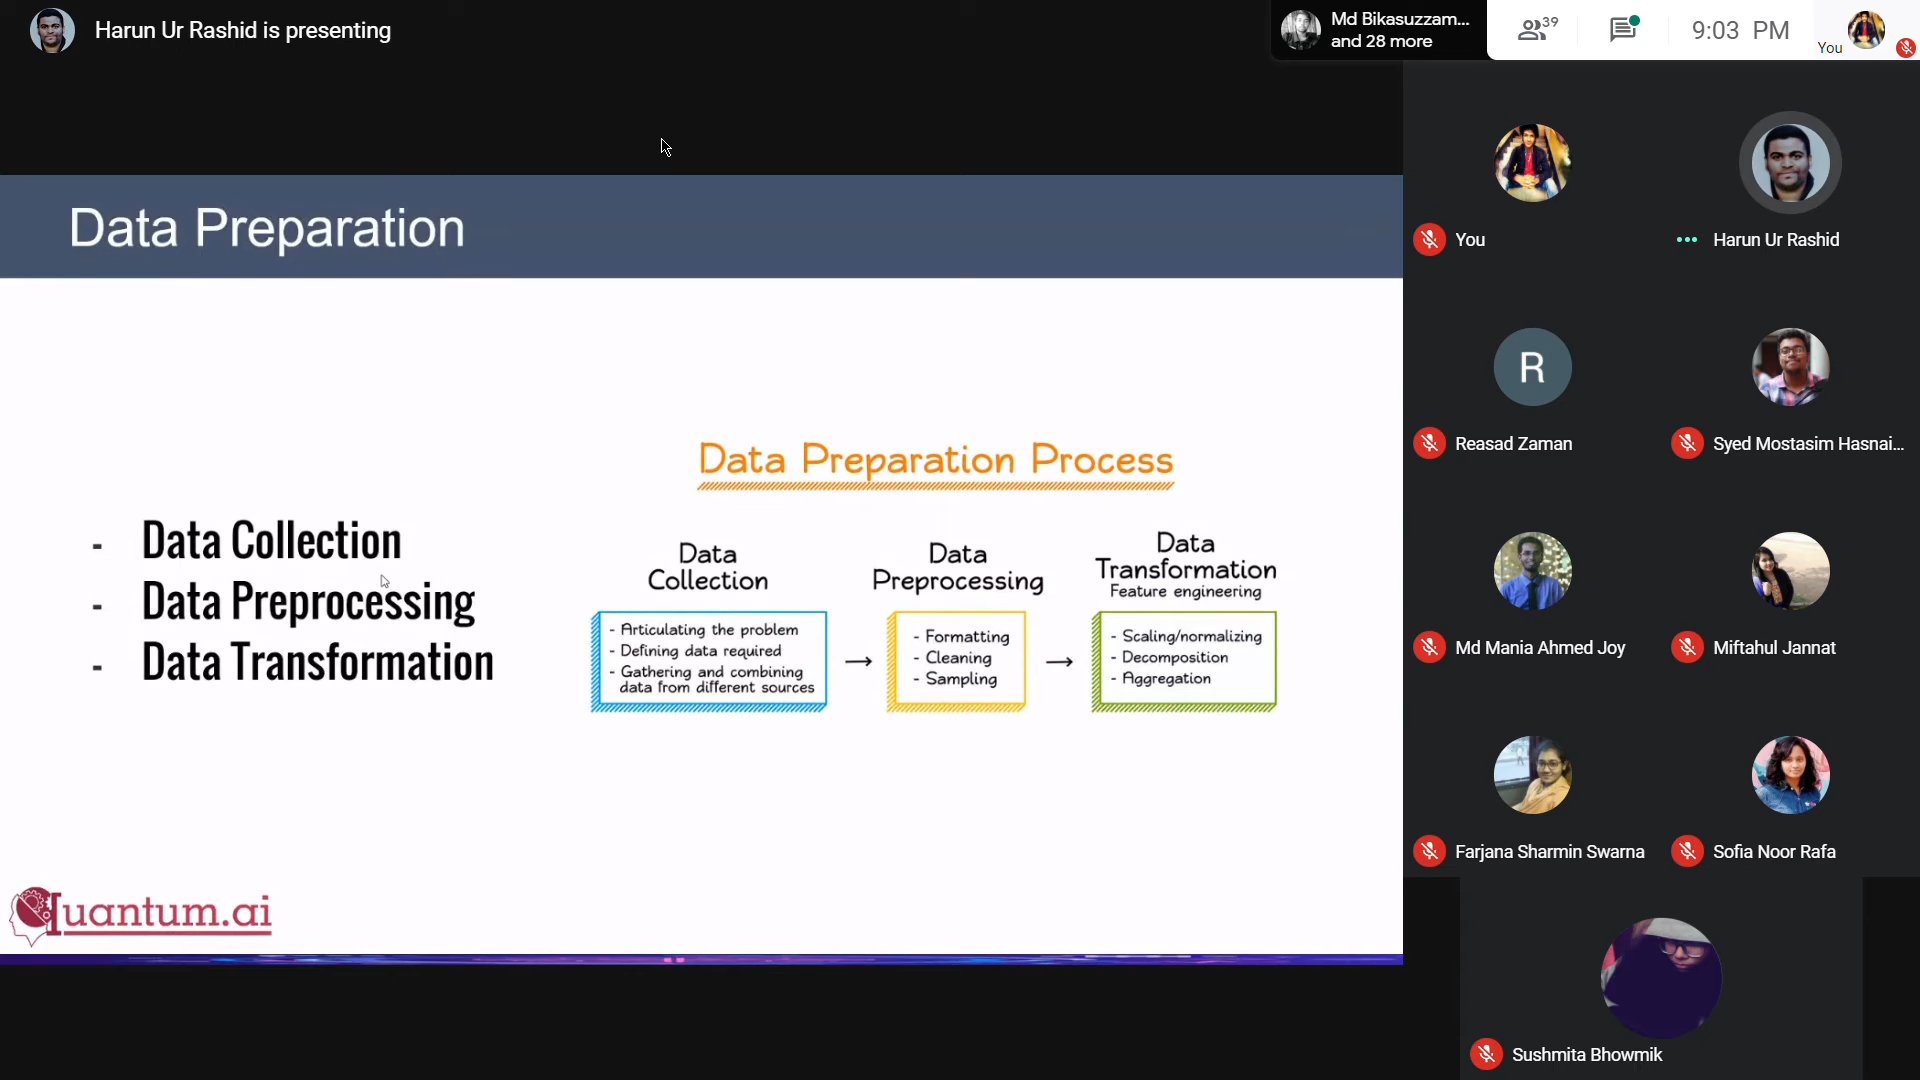 Harun Ur Rashid is presenting
Md Bikasuzzam...
and 28 more
39
9:03 PM
You
Data Preparation
- Data Collection
- Data Preprocessing
- Data Transformation
Data Preparation Process
Data
Collection
- Articulating the problem
- Defining data required
- Gathering and combining
data from different sources
Data
Preprocessing
- Formatting
- Cleaning
- Sampling
Data
Transformation
Feature engineering
- Scaling/normalizing
- Decomposition
- Aggregation
Quantum.ai
You
Harun Ur Rashid
R
Reasad Zaman
Syed Mostasim Hasnai...
Md Mania Ahmed Joy
Miftahul Jannat
Farjana Sharmin Swarna
Sofia Noor Rafa
Sushmita Bhowmik